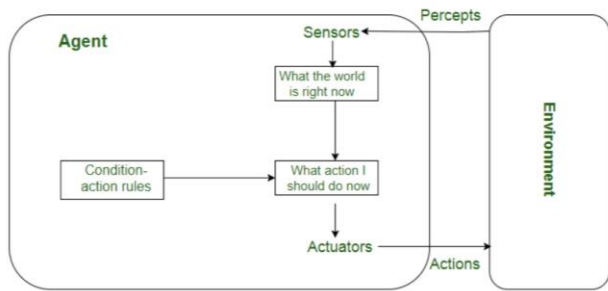 Percepts
Agent
Sensors
What the world
is right now
Condition-
action rules
What action I
should do now
Actuators
Actions
Environment